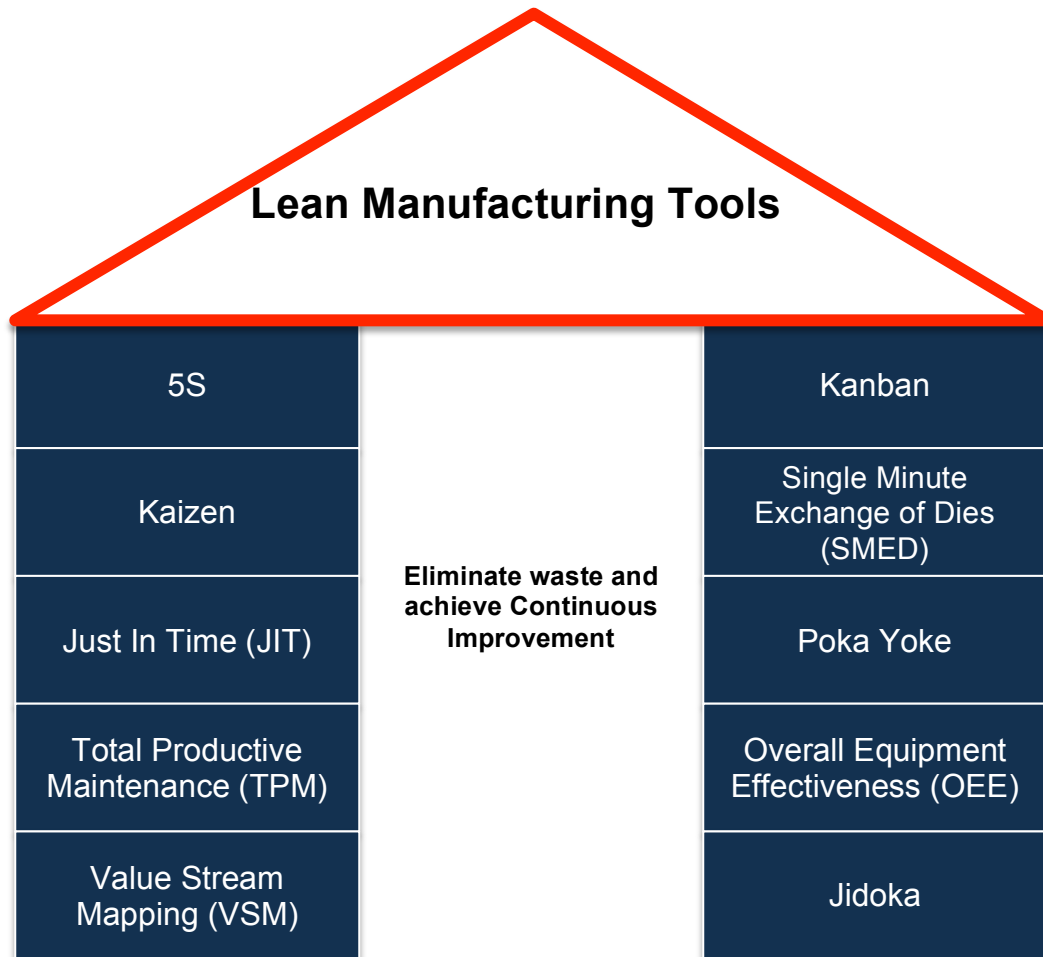 Lean Manufacturing Tools
5S
Kaizen
Just In Time (JIT)
Total Productive
Maintenance (TPM)
Value Stream
Mapping (VSM)
Eliminate waste and
achieve Continuous
Improvement
Kanban
Single Minute
Exchange of Dies
(SMED)
Poka Yoke
Overall Equipment
Effectiveness (OEE)
Jidoka